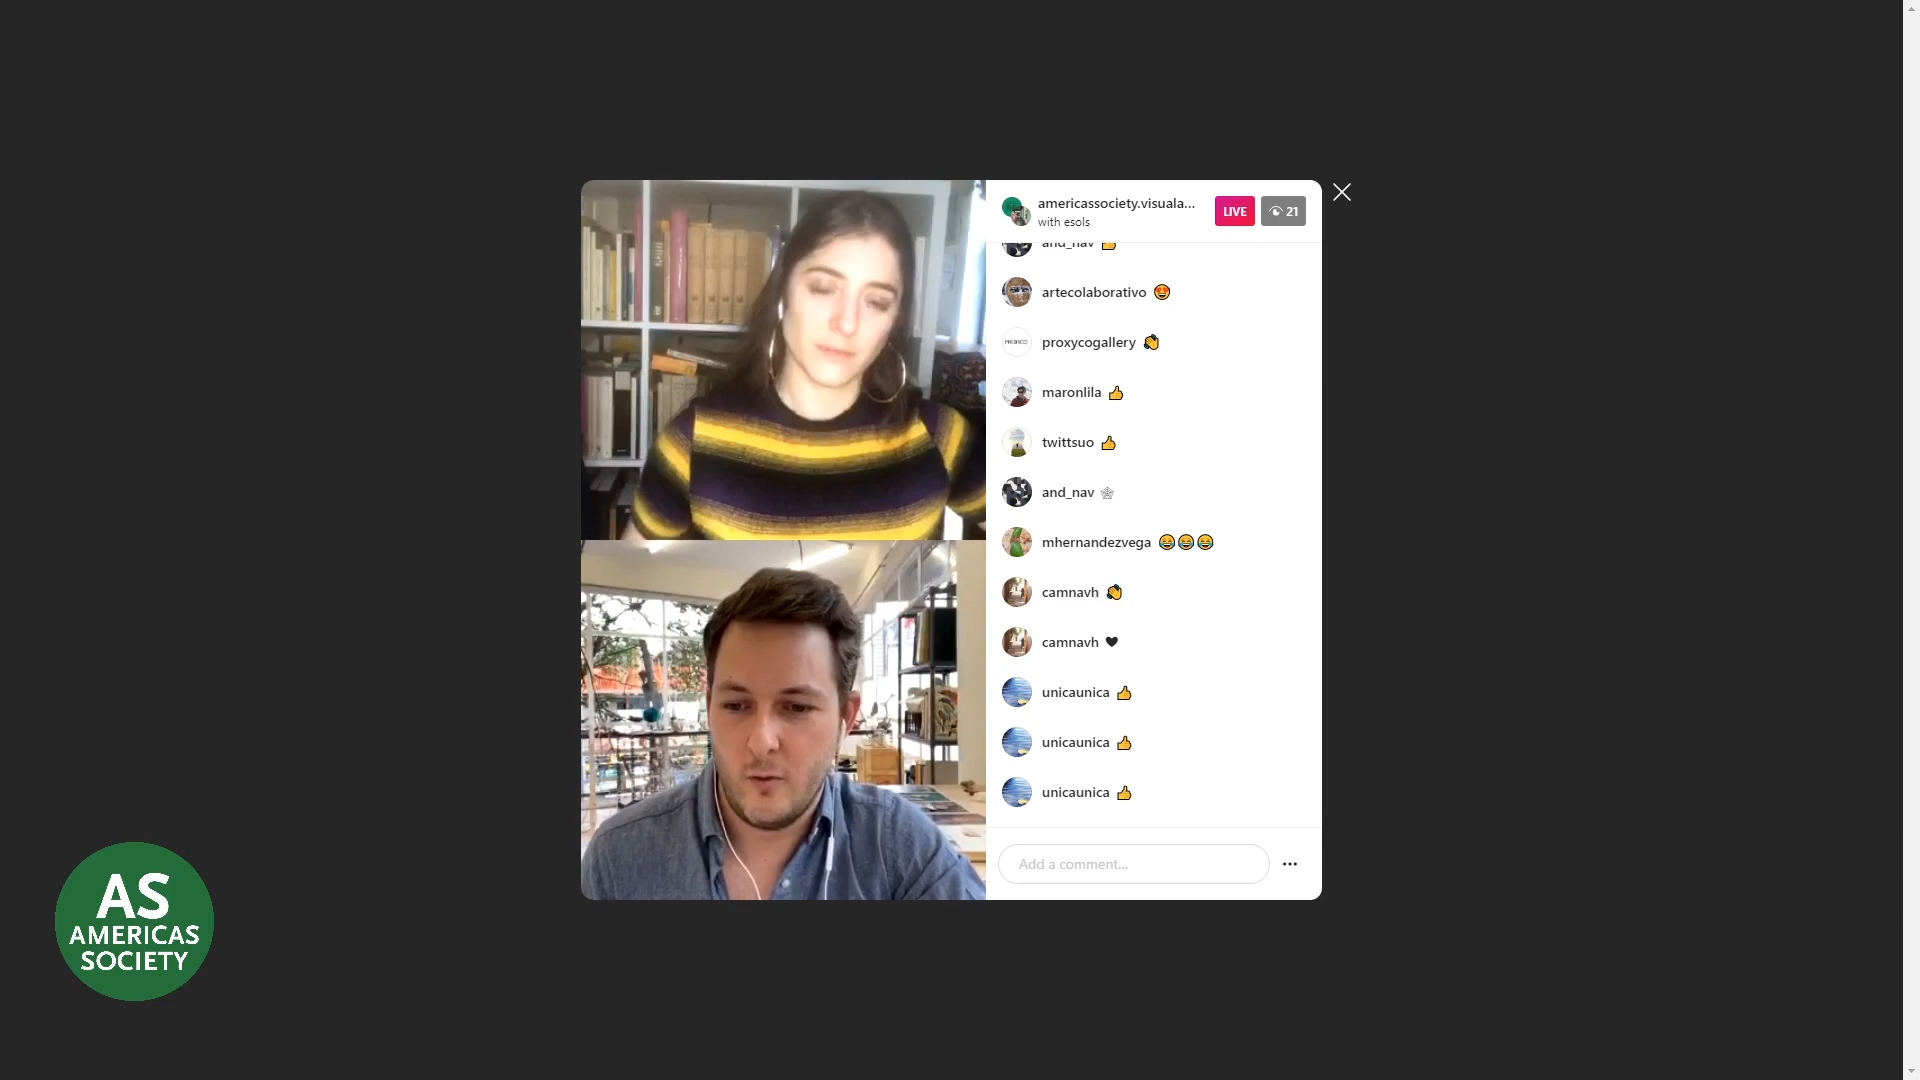 americassociety.visuala...
with esols
LIVE
21
and_nav 👍
artecolaborativo 😍
proxycogallery 👏
maronlila 👍
twittsuo 👍
and_nav 🕸
mhernandezvega 😂😂😂
camnavh 👏
camnavh 🖤
unicaunica 👍
unicaunica 👍
unicaunica 👍
Add a comment...
AS
AMERICAS
SOCIETY